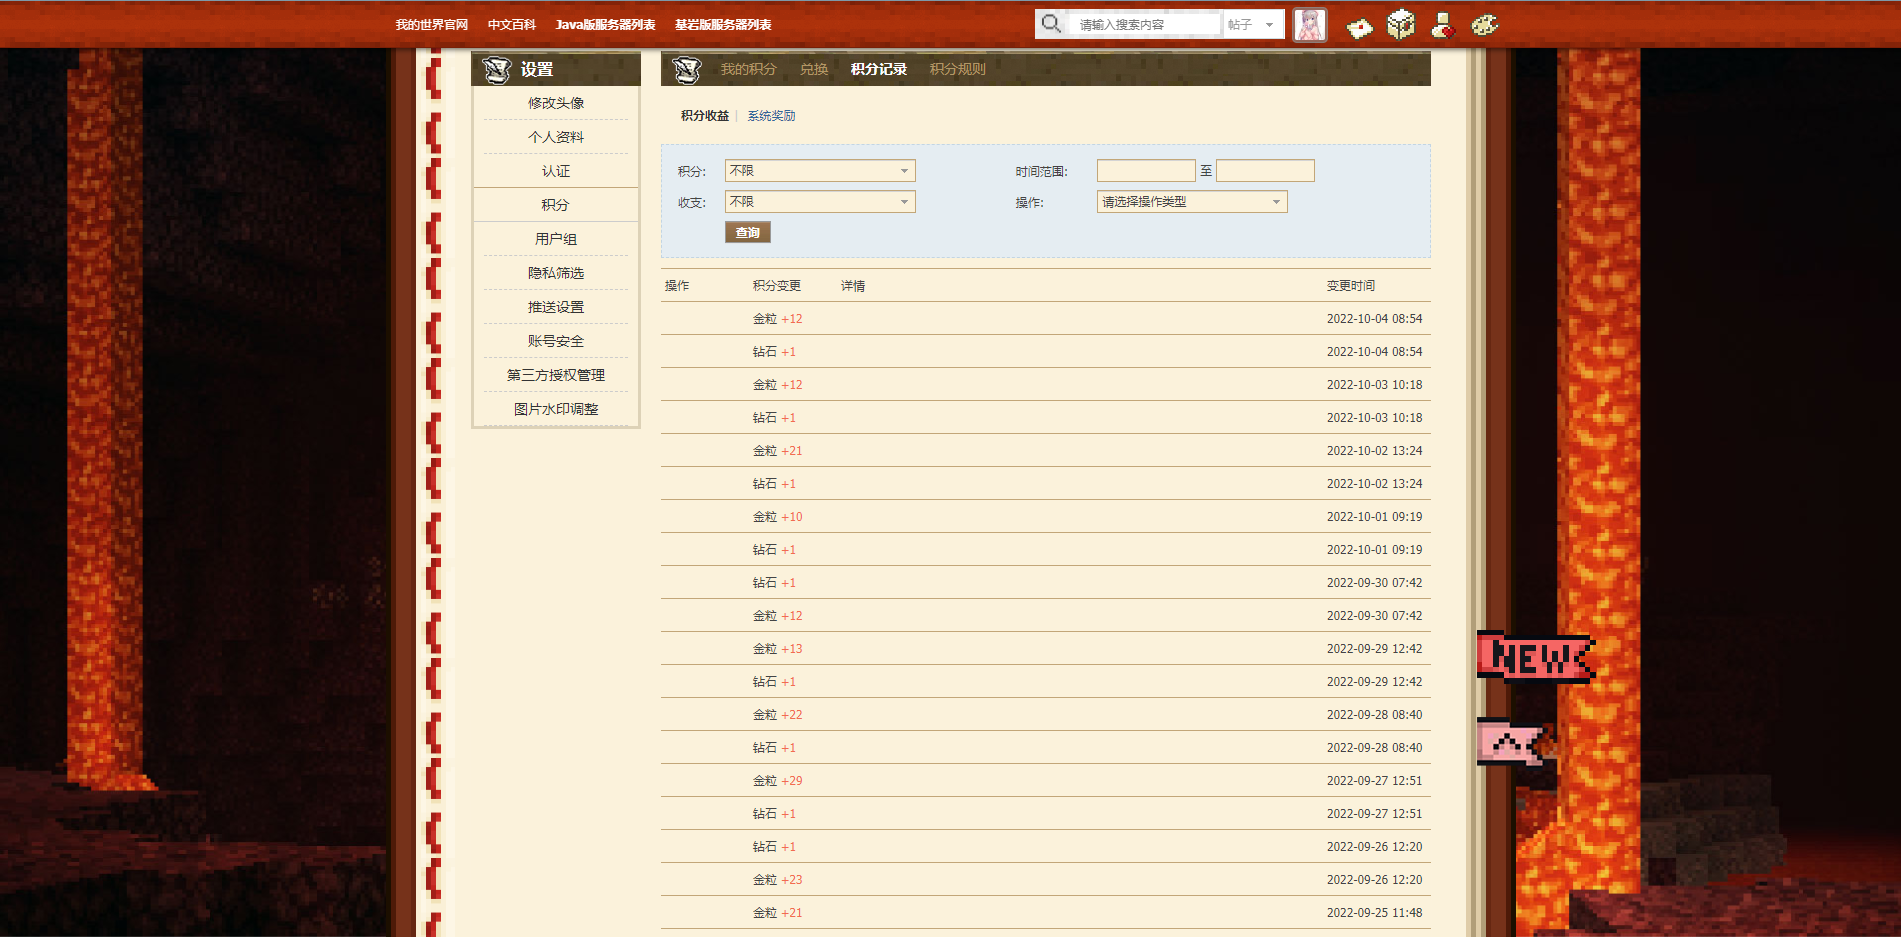 我的世界官网 中文百科 Java版服务器列表 基岩版服务器列表 请输入搜索内容 帖子
设置
修改头像
个人资料
认证
积分
用户组
隐私筛选
推送设置
账号安全
第三方授权管理
图片水印调整
我的积分 兑换 积分记录 积分规则
积分收益 | 系统奖励
积分: 不限 时间范围: 至
收支: 不限 操作: 请选择操作类型
查询
操作 积分变更 详情 变更时间
金粒 +12 2022-10-04 08:54
钻石 +1 2022-10-04 08:54
金粒 +12 2022-10-03 10:18
钻石 +1 2022-10-03 10:18
金粒 +21 2022-10-02 13:24
钻石 +1 2022-10-02 13:24
金粒 +10 2022-10-01 09:19
钻石 +1 2022-10-01 09:19
钻石 +1 2022-09-30 07:42
金粒 +12 2022-09-30 07:42
金粒 +13 2022-09-29 12:42
钻石 +1 2022-09-29 12:42
金粒 +22 2022-09-28 08:40
钻石 +1 2022-09-28 08:40
金粒 +29 2022-09-27 12:51
钻石 +1 2022-09-27 12:51
钻石 +1 2022-09-26 12:20
金粒 +23 2022-09-26 12:20
金粒 +21 2022-09-25 11:48
NEW